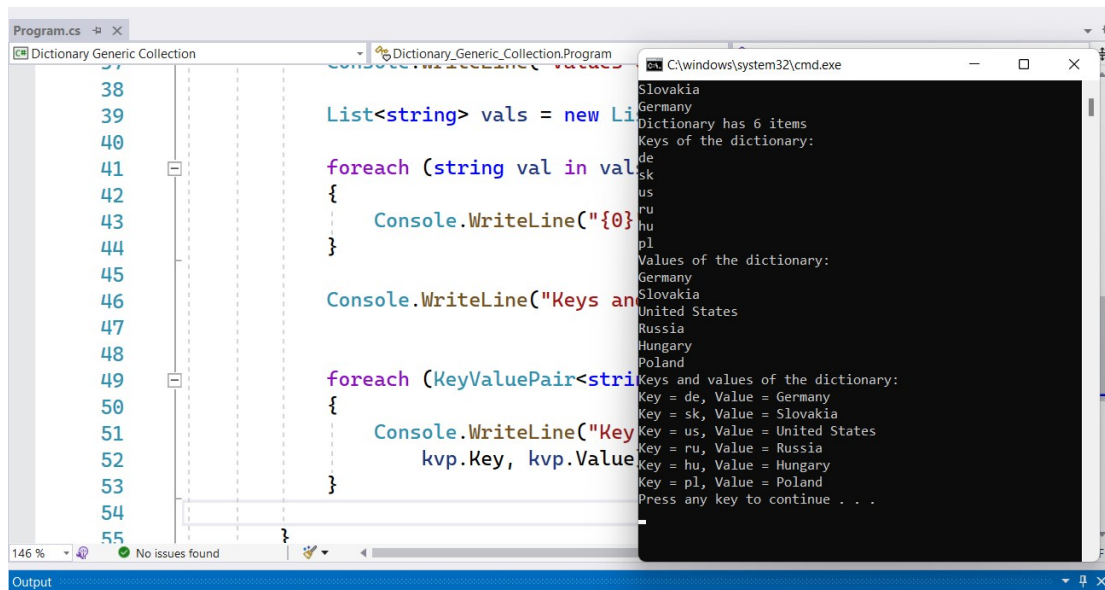 Program.cs
Dictionary Generic Collection
Dictionary_Generic_Collection.Program
37
Console.WriteLine("Values
38
39 List<string> vals = new Li
40
41 foreach (string val in val
42 {
43 Console.WriteLine("{0}
44 }
45
46 Console.WriteLine("Keys an
47
48
49 foreach (KeyValuePair<stri
50 {
51 Console.WriteLine("Key
52 kvp.Key, kvp.Value
53 }
54
55 }
146 %
No issues found
Output
C:\windows\system32\cmd.exe
Slovakia
Germany
Dictionary has 6 items
Keys of the dictionary:
de
sk
us
ru
hu
pl
Values of the dictionary:
Germany
Slovakia
United States
Russia
Hungary
Poland
Keys and values of the dictionary:
Key = de, Value = Germany
Key = sk, Value = Slovakia
Key = us, Value = United States
Key = ru, Value = Russia
Key = hu, Value = Hungary
Key = pl, Value = Poland
Press any key to continue . . .